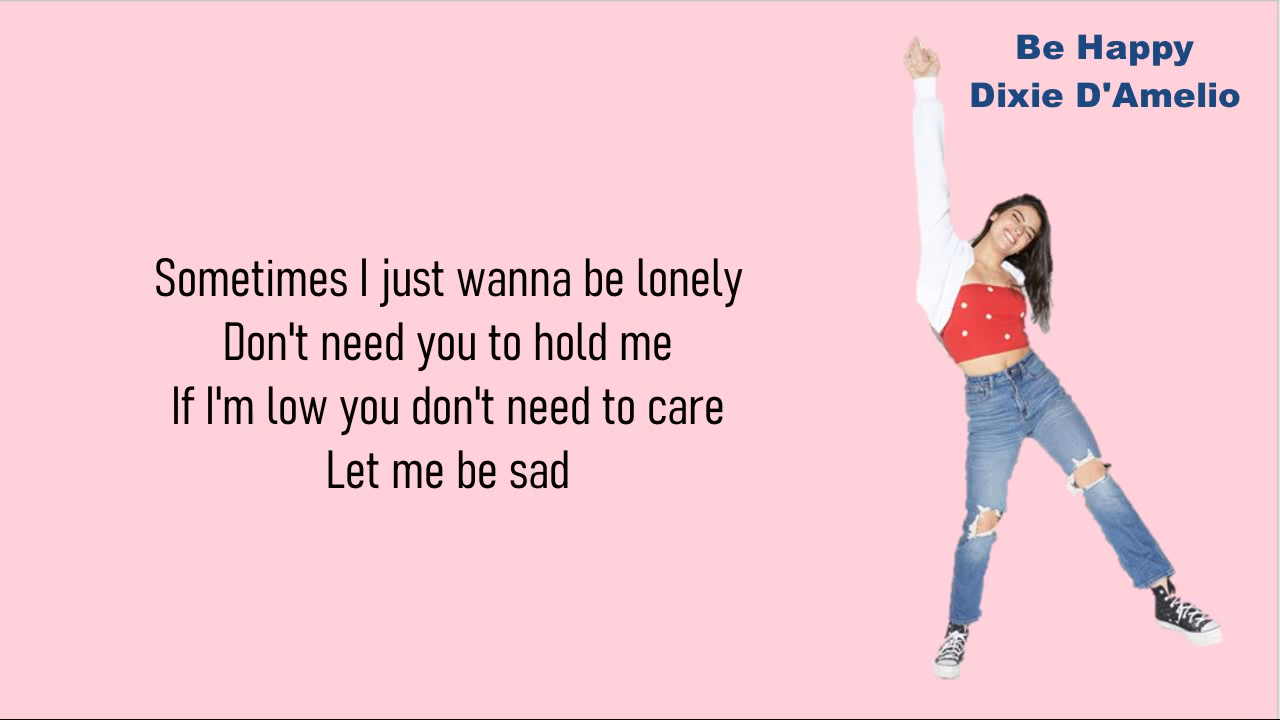 Be Happy
Dixie D'Amelio
Sometimes I just wanna be lonely
Don't need you to hold me
If I'm low you don't need to care
Let me be sad